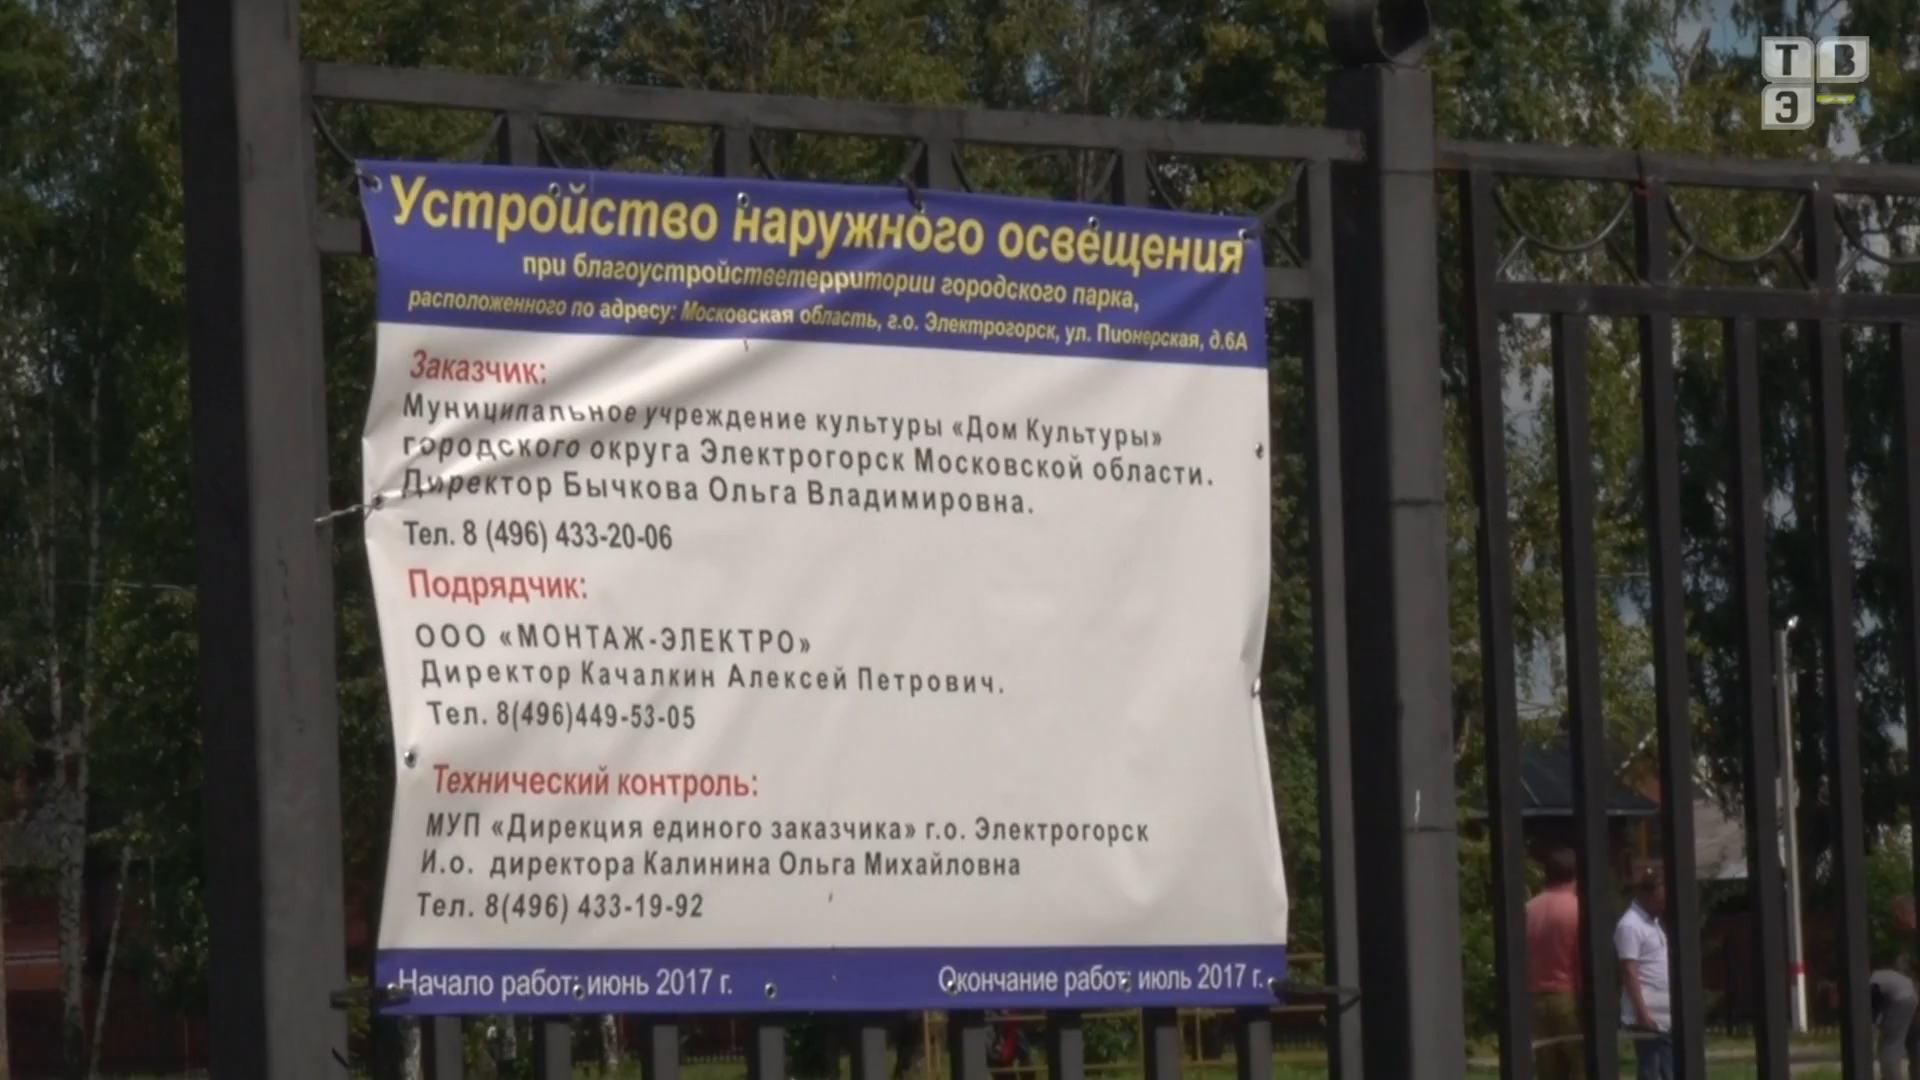 ТВ
Э
Устройство наружного освещения
при благоустройстветерритории городского парка,
расположенного по адресу: Московская область, г.о. Электрогорск, ул. Пионерская, д.6А
Заказчик:
Муниципальное учреждение культуры «Дом Культуры»
городского округа Электрогорск Московской области.
Директор Бычкова Ольга Владимировна.
Тел. 8 (496) 433-20-06
Подрядчик:
ООО «МОНТАЖ-ЭЛЕКТРО»
Директор Качалкин Алексей Петрович.
Тел. 8(496)449-53-05
Технический контроль:
МУП «Дирекция единого заказчика» г.о. Электрогорск
И.о. директора Калинина Ольга Михайловна
Тел. 8(496) 433-19-92
Начало работ: июнь 2017 г.
Окончание работ: июль 2017 г.